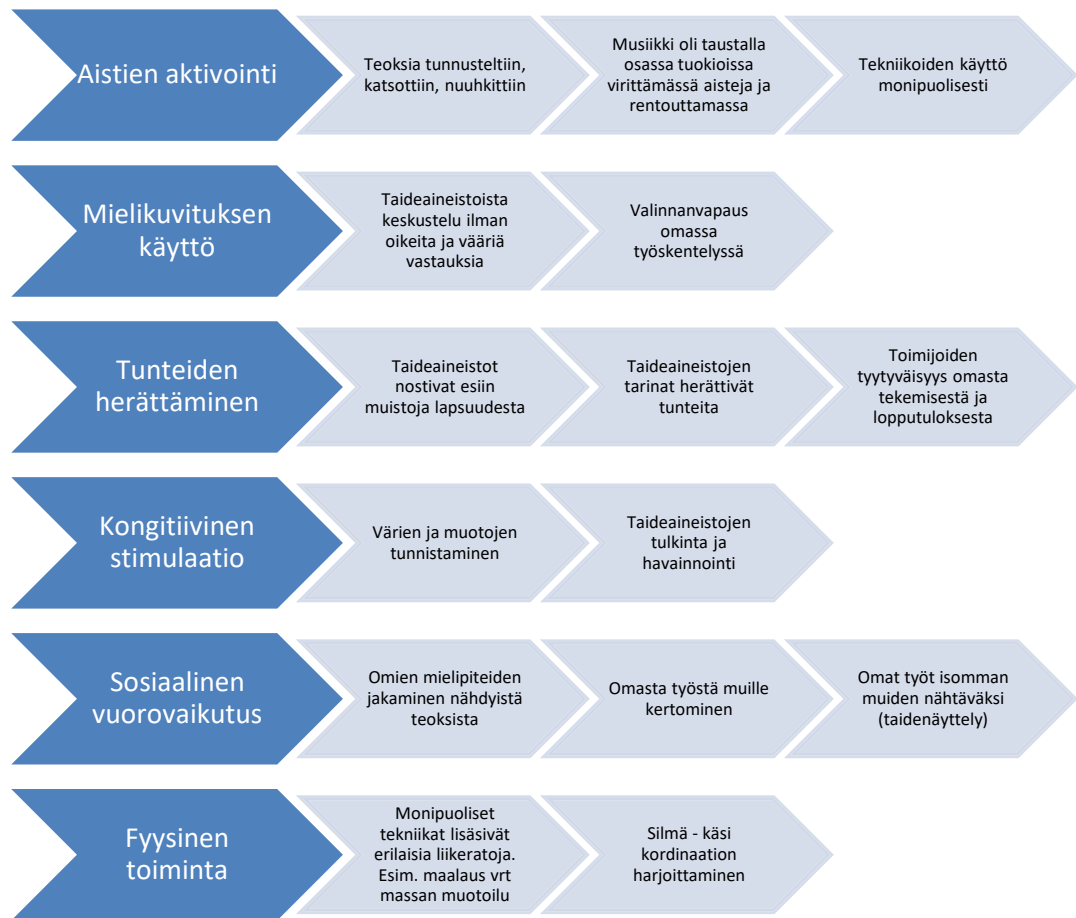 Aistien aktivointi
Teoksia tunnusteltiin,
katsottiin, nuuhkittiin
Musiikki oli taustalla
osassa tuokioissa
virittämässä aisteja ja
rentouttamassa
Tekniikoiden käyttö
monipuolisesti
Mielikuvituksen
käyttö
Taideaineistoista
keskustelu ilman
oikeita ja vääriä
vastauksia
Valinnanvapaus
omassa
työskentelyssä
Tunteiden
herättäminen
Taideaineistot
nostivat esiin
muistoja lapsuudesta
Taideaineistojen
tarinat herättivät
tunteita
Toimijoiden
tyytyväisyys omasta
tekemisestä ja
lopputuloksesta
Kongitiivinen
stimulaatio
Värien ja muotojen
tunnistaminen
Taideaineistojen
tulkinta ja
havainnointi
Sosiaalinen
vuorovaikutus
Omien mielipiteiden
jakaminen nähdyistä
teoksista
Omasta työstä muille
kertominen
Omat työt isomman
muiden nähtäväksi
(taidenäyttely)
Fyysinen
toiminta
Monipuoliset
tekniikat lisäsivät
erilaisia liikeratoja.
Esim. maalaus vrt
massan muotoilu
Silmä - käsi
kordinaation
harjoittaminen